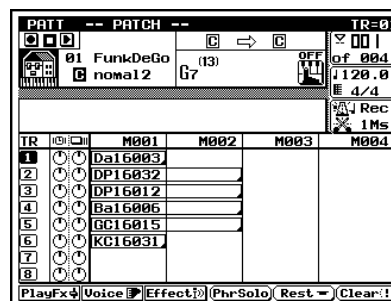 PATT -- PATCH -- TR=0
C ⇨ C 001
01 FunkDeGo (13) OFF of 004
C nomal2 G7 ♩120.0
4/4
Rec
1Ms
TR M001 M002 M003 M004
1 Da16003
2 DP16032
3 DP16012
4 Ba16006
5 GC16015
6 KC16031
7
8
PlayFx Voice Effect PhrSolo Rest Clear